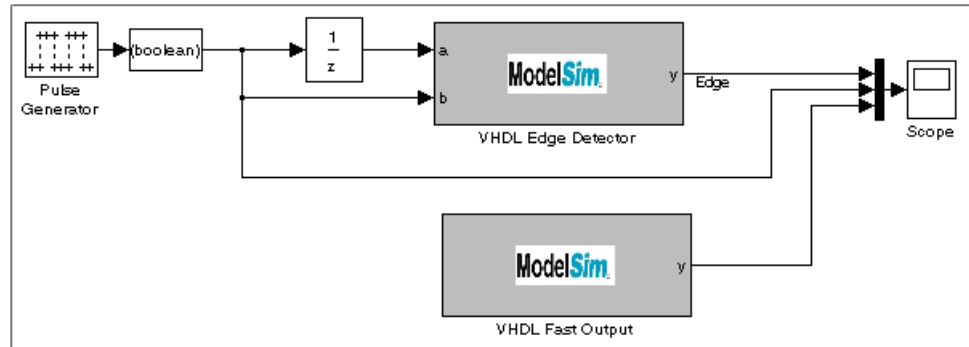 Pulse
Generator
(boolean)
1
z
a
b
ModelSim
y
VHDL Edge Detector
Edge
Scope
ModelSim
y
VHDL Fast Output